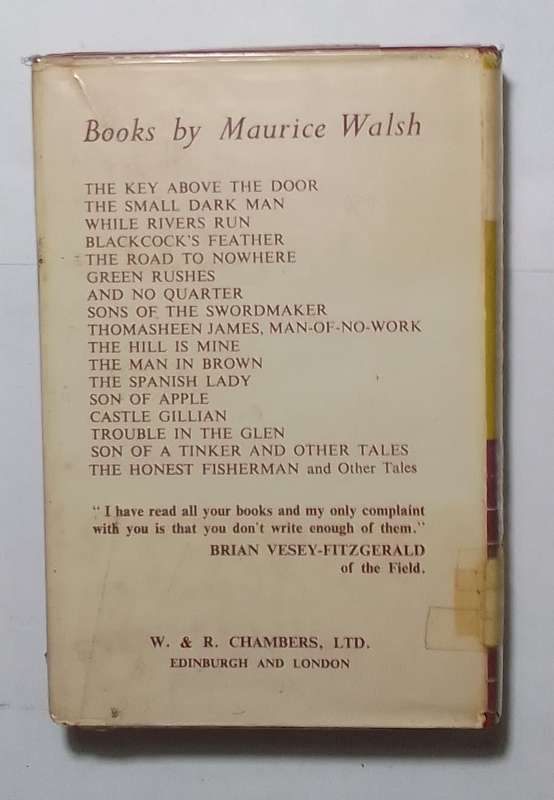 Books by Maurice Walsh
THE KEY ABOVE THE DOOR
THE SMALL DARK MAN
WHILE RIVERS RUN
BLACKCOCK'S FEATHER
THE ROAD TO NOWHERE
GREEN RUSHES
AND NO QUARTER
SONS OF THE SWORDMAKER
THOMASHEEN JAMES, MAN-OF-NO-WORK
THE HILL IS MINE
THE MAN IN BROWN
THE SPANISH LADY
SON OF APPLE
CASTLE GILLIAN
TROUBLE IN THE GLEN
SON OF A TINKER AND OTHER TALES
THE HONEST FISHERMAN and Other Tales
"I have read all your books and my only complaint
with you is that you don't write enough of them."
BRIAN VESEY-FITZGERALD
of the Field.
W. & R. CHAMBERS, LTD.
EDINBURGH AND LONDON